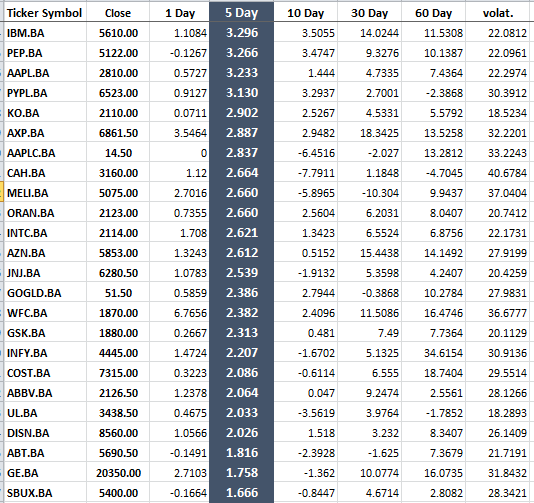 Ticker Symbol Close 1 Day 5 Day 10 Day 30 Day 60 Day volat.
IBM.BA 5610.00 1.1084 3.296 3.5055 14.0244 11.5308 22.0812
PEP.BA 5122.00 -0.1267 3.266 3.4747 9.3276 10.1387 22.0961
AAPL.BA 2810.00 0.5727 3.233 1.444 4.7335 7.4364 22.2974
PYPL.BA 6523.00 0.9127 3.130 3.2937 2.7001 -2.3868 30.3912
KO.BA 2110.00 0.0711 2.902 2.5267 4.5331 5.5792 18.5234
AXP.BA 6861.50 3.5464 2.887 2.9482 18.3425 13.5258 32.2201
AAPLC.BA 14.50 0 2.837 -6.4516 -2.027 13.2812 33.2243
CAH.BA 3160.00 1.12 2.664 -7.7911 1.1848 -4.7045 40.6784
MELI.BA 5075.00 2.7016 2.660 -5.8965 -10.304 9.9437 37.0404
ORAN.BA 2123.00 0.7355 2.660 2.5604 6.2031 8.0407 20.7412
INTC.BA 2114.00 1.708 2.621 1.3423 6.5524 6.8756 22.1731
AZN.BA 5853.00 1.3243 2.612 0.5152 15.4438 14.1492 27.9199
JNJ.BA 6280.50 1.0783 2.539 -1.9132 5.3598 4.2407 20.4259
GOGLD.BA 51.50 0.5859 2.386 2.7944 -0.3868 10.2784 27.9831
WFC.BA 1870.00 6.7656 2.382 2.4096 11.5086 16.4746 36.6777
GSK.BA 1880.00 0.2667 2.313 0.481 7.49 7.7364 20.1129
INFY.BA 4445.00 1.4724 2.207 -1.6702 5.1325 34.6154 30.9136
COST.BA 7315.00 0.3223 2.086 -0.6114 6.555 18.7404 29.5514
ABBV.BA 2126.50 1.2378 2.064 0.047 9.2474 2.5561 28.1266
UL.BA 3438.50 0.4675 2.033 -3.5619 3.9764 -1.7852 18.2893
DISN.BA 8560.00 1.0566 2.026 1.518 3.232 8.3407 26.1409
ABT.BA 5690.50 -0.1491 1.816 -2.3928 -1.625 7.3679 21.7191
GE.BA 20350.00 2.7103 1.758 -1.362 10.0774 16.0735 31.8432
SBUX.BA 5400.00 -0.1664 1.666 -0.8447 4.6714 2.8082 28.3421